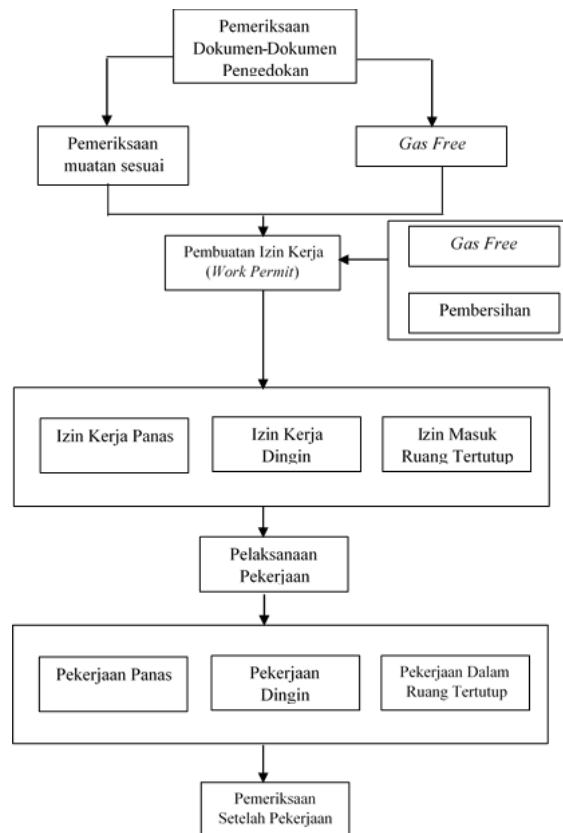 Pemeriksaan
Dokumen-Dokumen
Pengedokan
Pemeriksaan
muatan sesuai
Gas Free
Pembuatan Izin Kerja
(Work Permit)
Gas Free
Pembersihan
Izin Kerja Panas
Izin Kerja
Dingin
Izin Masuk
Ruang Tertutup
Pelaksanaan
Pekerjaan
Pekerjaan Panas
Pekerjaan
Dingin
Pekerjaan Dalam
Ruang Tertutup
Pemeriksaan
Setelah Pekerjaan